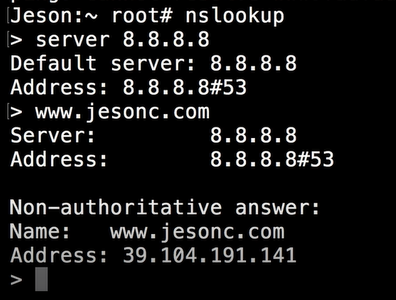 Jeson:~ root# nslookup
> server 8.8.8.8
Default server: 8.8.8.8
Address: 8.8.8.8#53
> www.jesonc.com
Server:         8.8.8.8
Address:        8.8.8.8#53

Non-authoritative answer:
Name:   www.jesonc.com
Address: 39.104.191.141
>